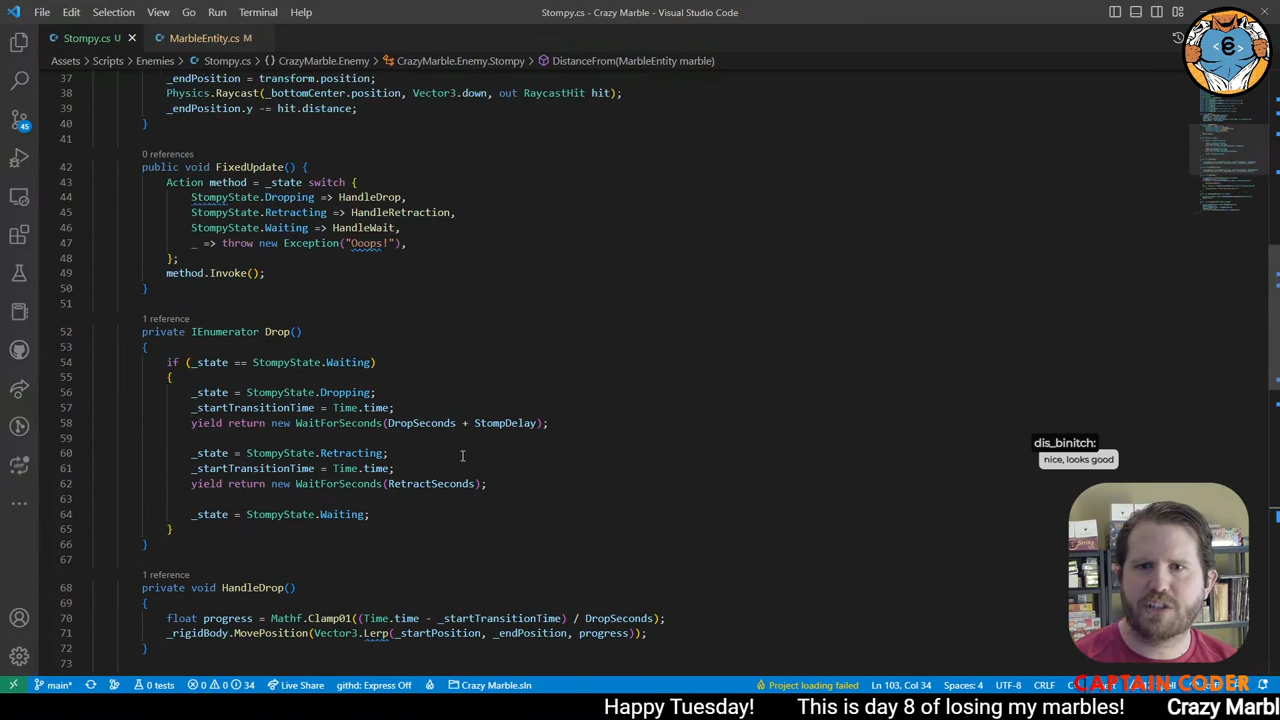 File Edit Selection View Go Run Terminal Help
Stompy.cs - Crazy Marble - Visual Studio Code
Stompy.cs U
MarbleEntity.cs M
Assets > Scripts > Enemies > Stompy.cs > {} CrazyMarble.Enemy > CrazyMarble.Enemy.Stompy > DistanceFrom(MarbleEntity marble)
37 _endPosition = transform.position;
38 Physics.Raycast(_bottomCenter.position, Vector3.down, out RaycastHit hit);
39 _endPosition.y -= hit.distance;
40 }
41
0 references
42 public void FixedUpdate() {
43 Action method = _state switch {
44 StompyState.Dropping => HandleDrop,
45 StompyState.Retracting => HandleRetraction,
46 StompyState.Waiting => HandleWait,
47 _ => throw new Exception("Ooops!"),
48 };
49 method.Invoke();
50 }
51
1 reference
52 private IEnumerator Drop()
53 {
54 if (_state == StompyState.Waiting)
55 {
56 _state = StompyState.Dropping;
57 _startTransitionTime = Time.time;
58 yield return new WaitForSeconds(DropSeconds + StompDelay);
59
60 _state = StompyState.Retracting;
61 _startTransitionTime = Time.time;
62 yield return new WaitForSeconds(RetractSeconds);
63
64 _state = StompyState.Waiting;
65 }
66 }
67
1 reference
68 private void HandleDrop()
69 {
70 float progress = Mathf.Clamp01((Time.time - _startTransitionTime) / DropSeconds);
71 _rigidBody.MovePosition(Vector3.Lerp(_startPosition, _endPosition, progress));
72 }
73
45
dis_binitch:
nice, looks good
main* 0 tests 0 0 34 Live Share githd: Express Off Crazy Marble.sln Project loading failed Ln 103, Col 34 Spaces: 4 UTF-8 CRLF
CAPTAIN CODER
Happy Tuesday! This is day 8 of losing my marbles! Crazy Marbl